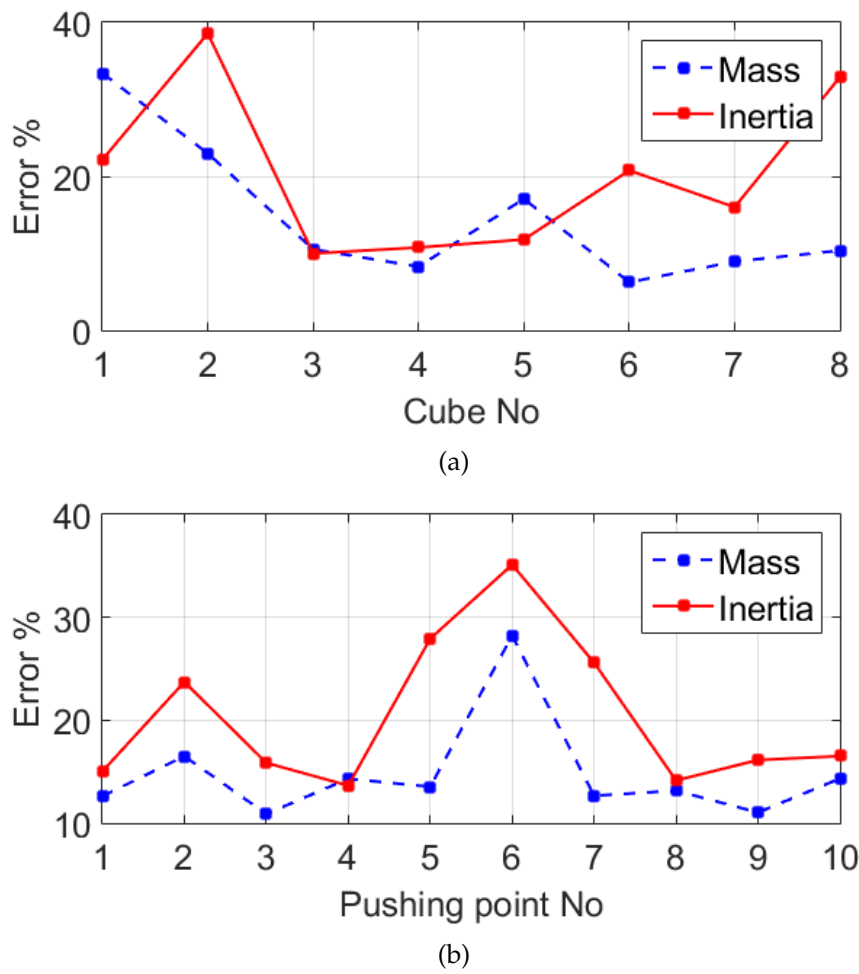 40
20
0
Error %
1 2 3 4 5 6 7 8
Cube No
Mass
Inertia
(a)
40
30
20
10
Error %
1 2 3 4 5 6 7 8 9 10
Pushing point No
Mass
Inertia
(b)